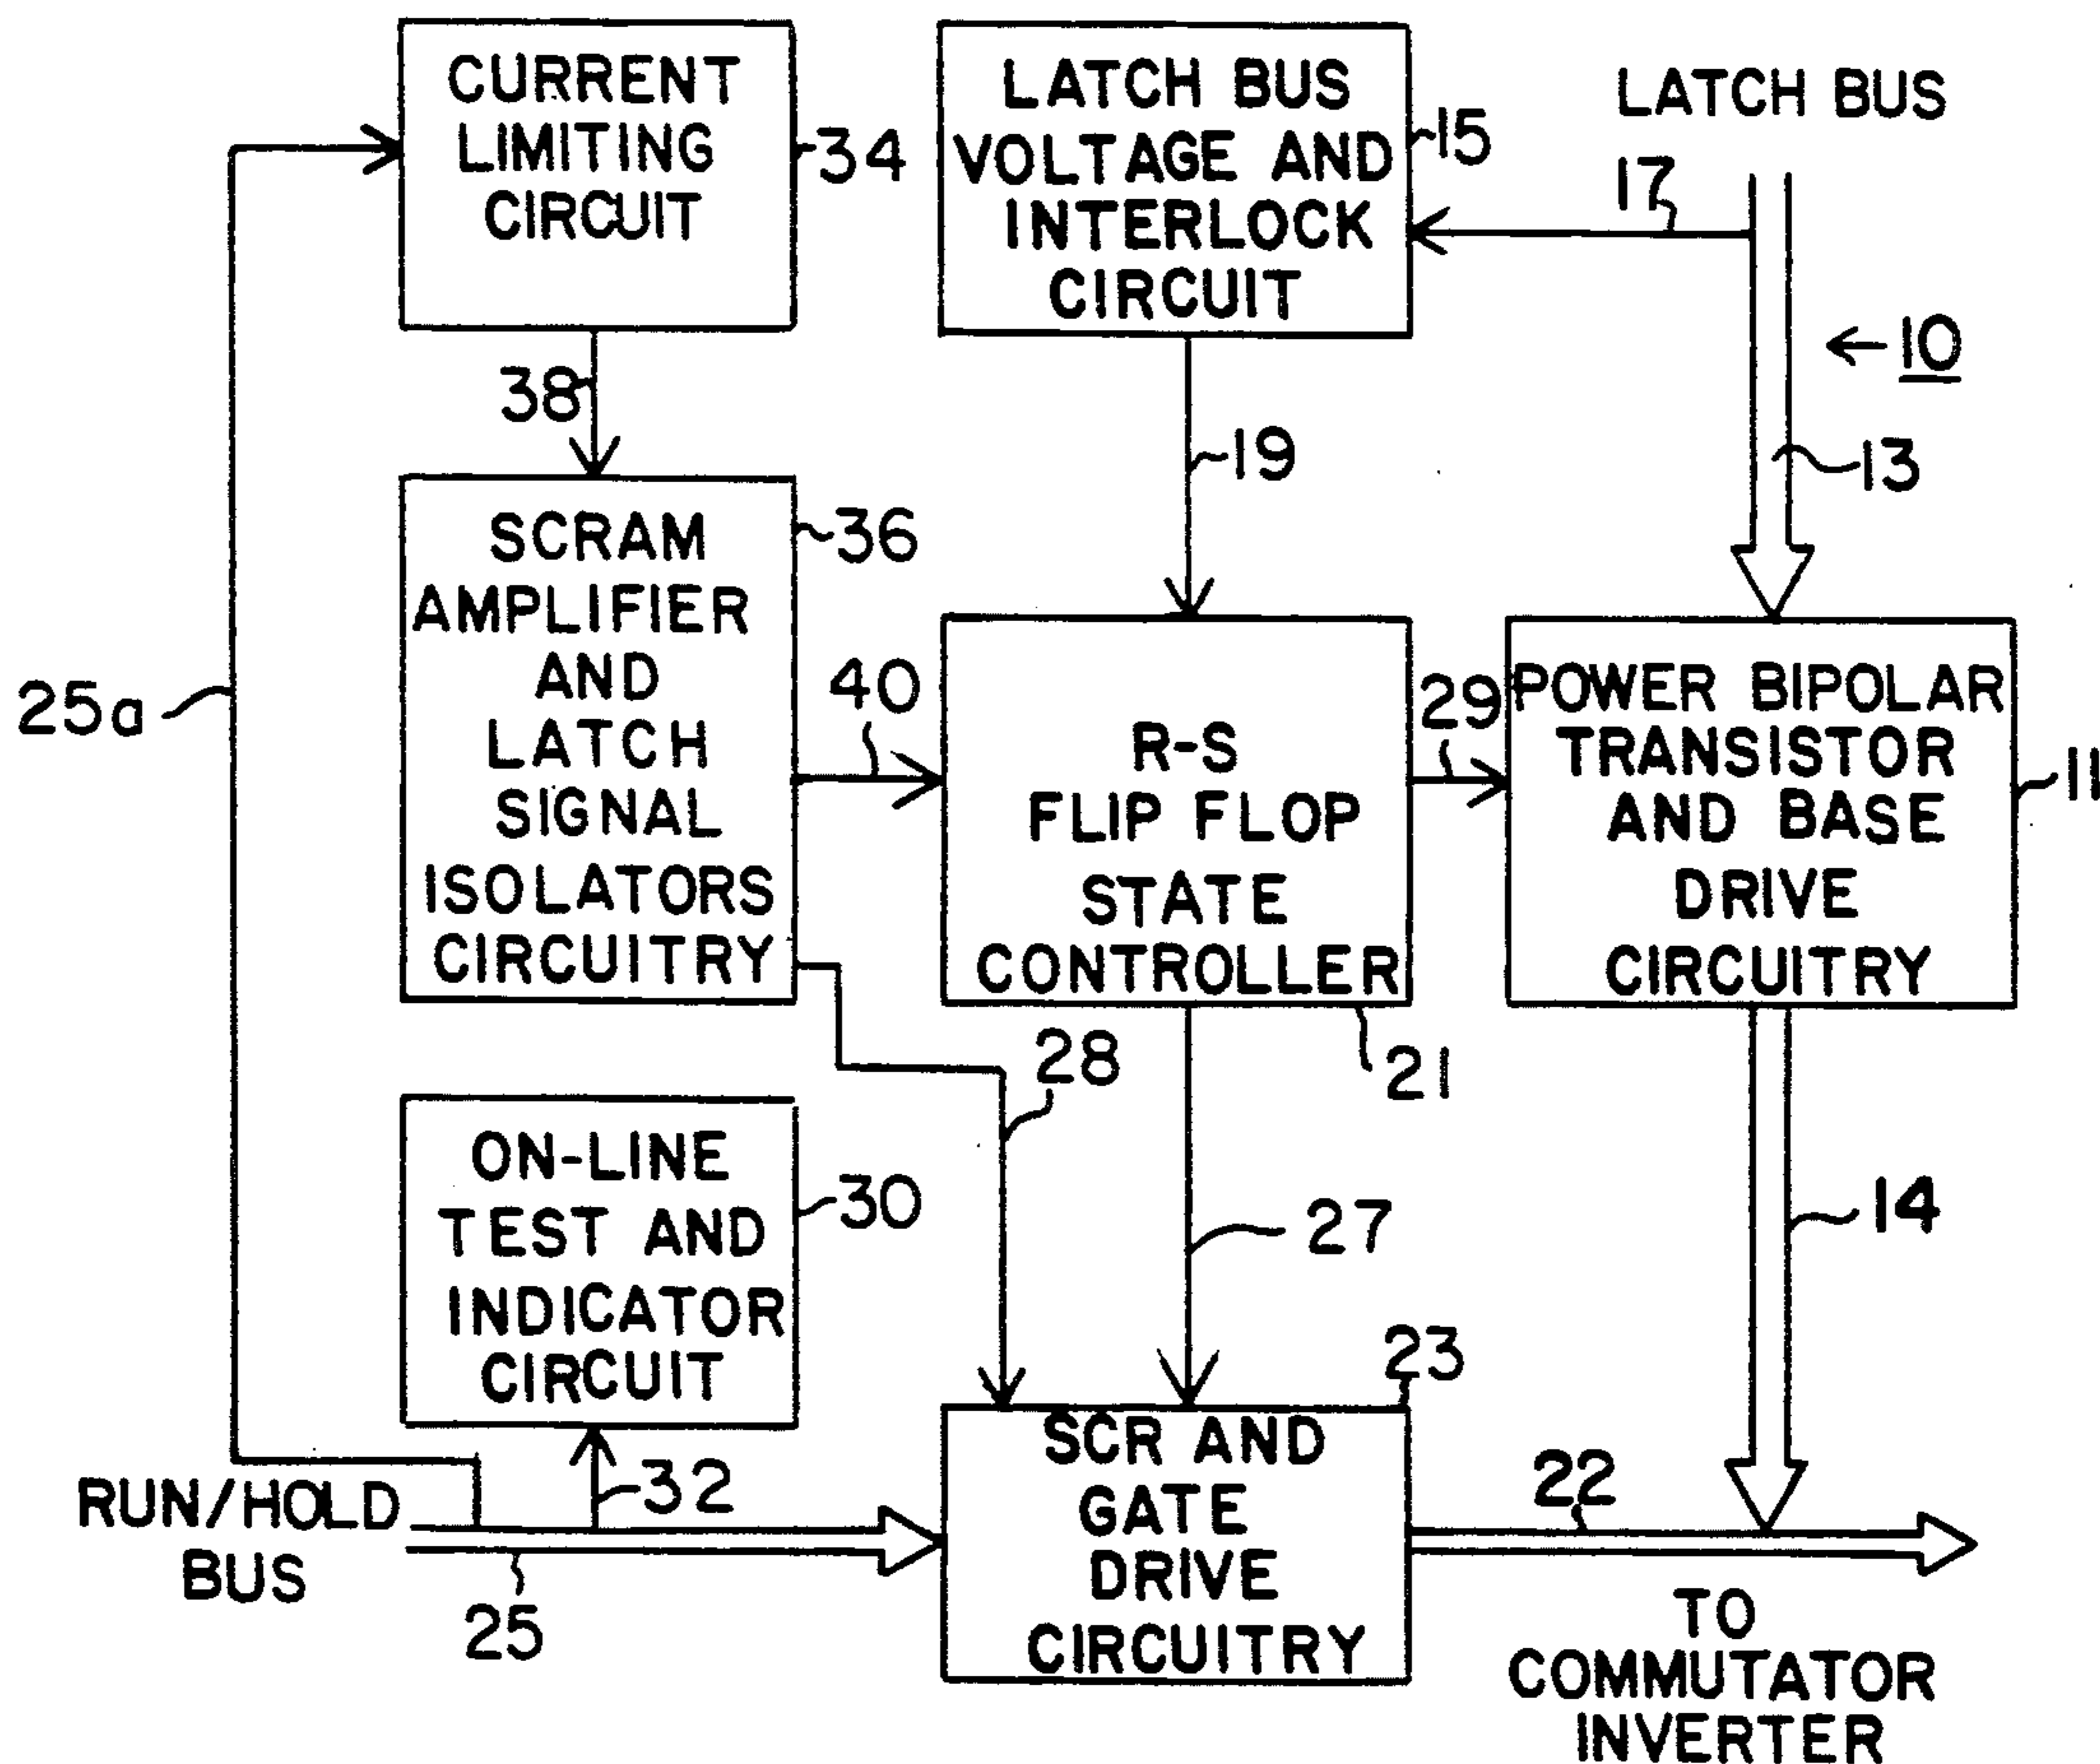 CURRENT
LIMITING
CIRCUIT
34
LATCH BUS
VOLTAGE AND
INTERLOCK
CIRCUIT
15
LATCH BUS
17
10
13
38
19
SCRAM
AMPLIFIER
AND
LATCH
SIGNAL
ISOLATORS
CIRCUITRY
36
25a
40
R-S
FLIP FLOP
STATE
CONTROLLER
21
29
POWER BIPOLAR
TRANSISTOR
AND BASE
DRIVE
CIRCUITRY
11
28
27
14
ON-LINE
TEST AND
INDICATOR
CIRCUIT
30
32
RUN/HOLD
BUS
25
SCR AND
GATE
DRIVE
CIRCUITRY
23
22
TO
COMMUTATOR
INVERTER